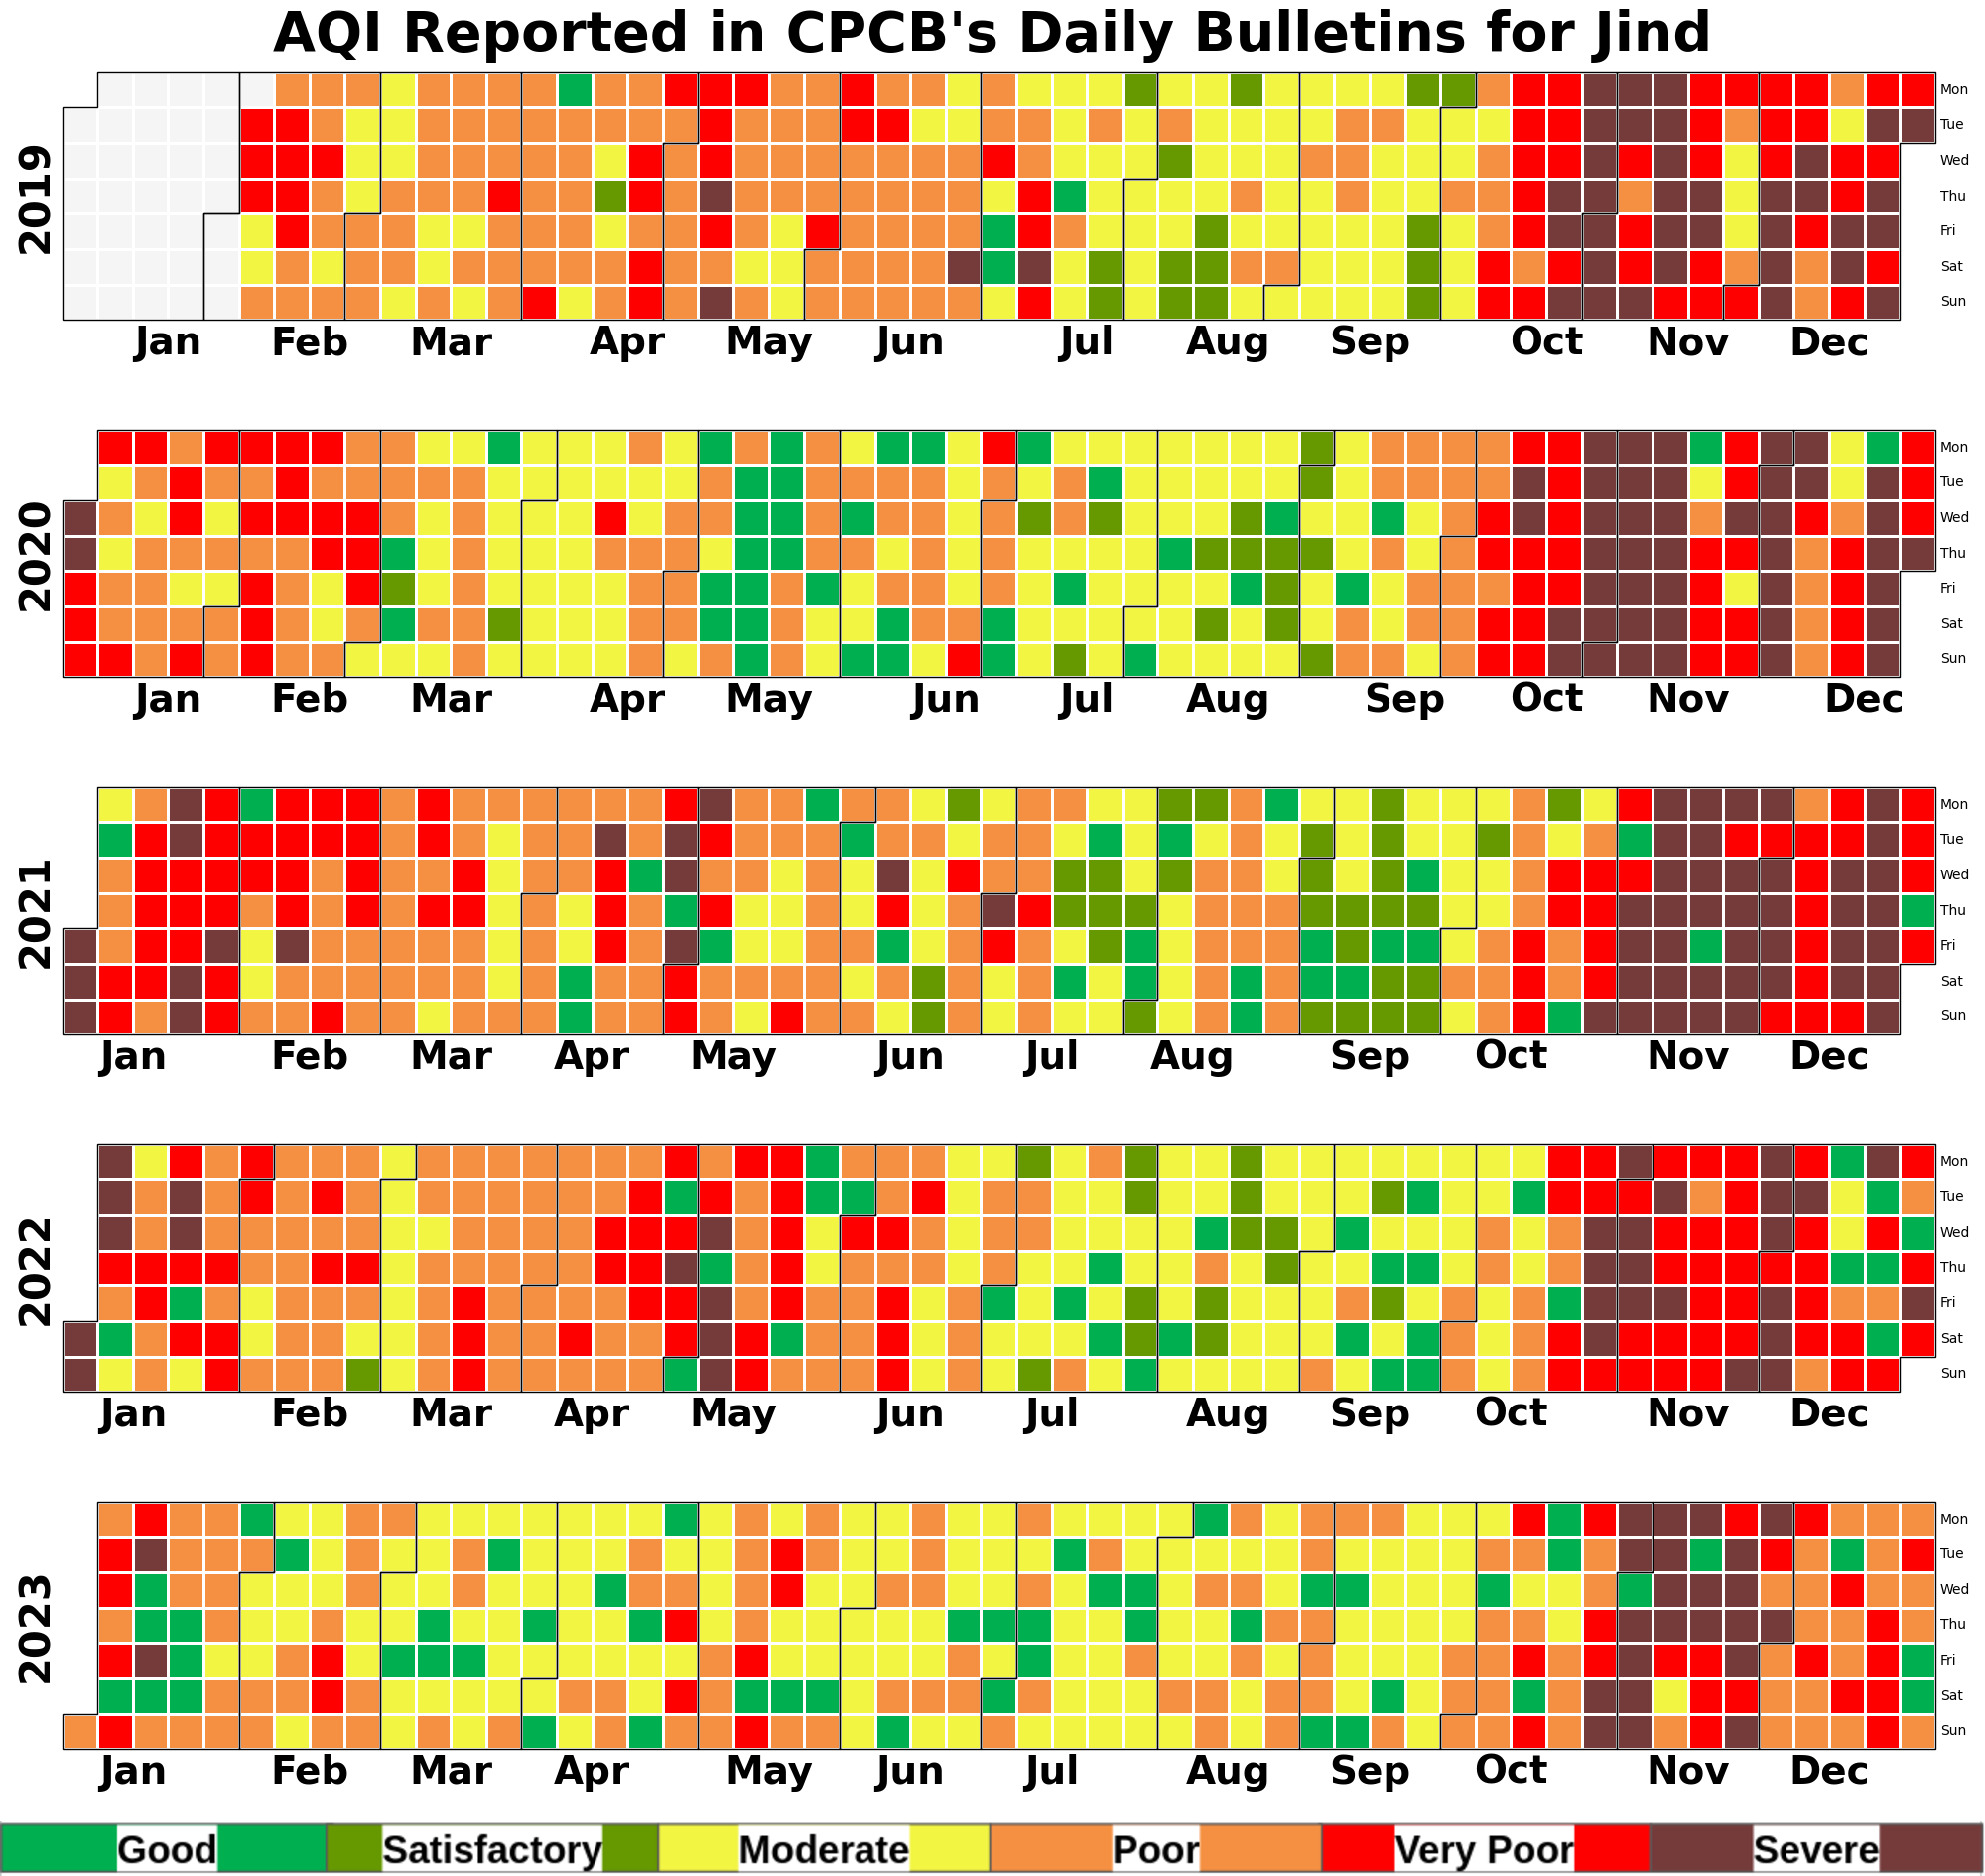 AQI Reported in CPCB's Daily Bulletins for Jind
2019
Mon
Tue
Wed
Thu
Fri
Sat
Sun
Jan Feb Mar Apr May Jun Jul Aug Sep Oct Nov Dec
2020
Mon
Tue
Wed
Thu
Fri
Sat
Sun
Jan Feb Mar Apr May Jun Jul Aug Sep Oct Nov Dec
2021
Mon
Tue
Wed
Thu
Fri
Sat
Sun
Jan Feb Mar Apr May Jun Jul Aug Sep Oct Nov Dec
2022
Mon
Tue
Wed
Thu
Fri
Sat
Sun
Jan Feb Mar Apr May Jun Jul Aug Sep Oct Nov Dec
2023
Mon
Tue
Wed
Thu
Fri
Sat
Sun
Jan Feb Mar Apr May Jun Jul Aug Sep Oct Nov Dec
Good Satisfactory Moderate Poor Very Poor Severe